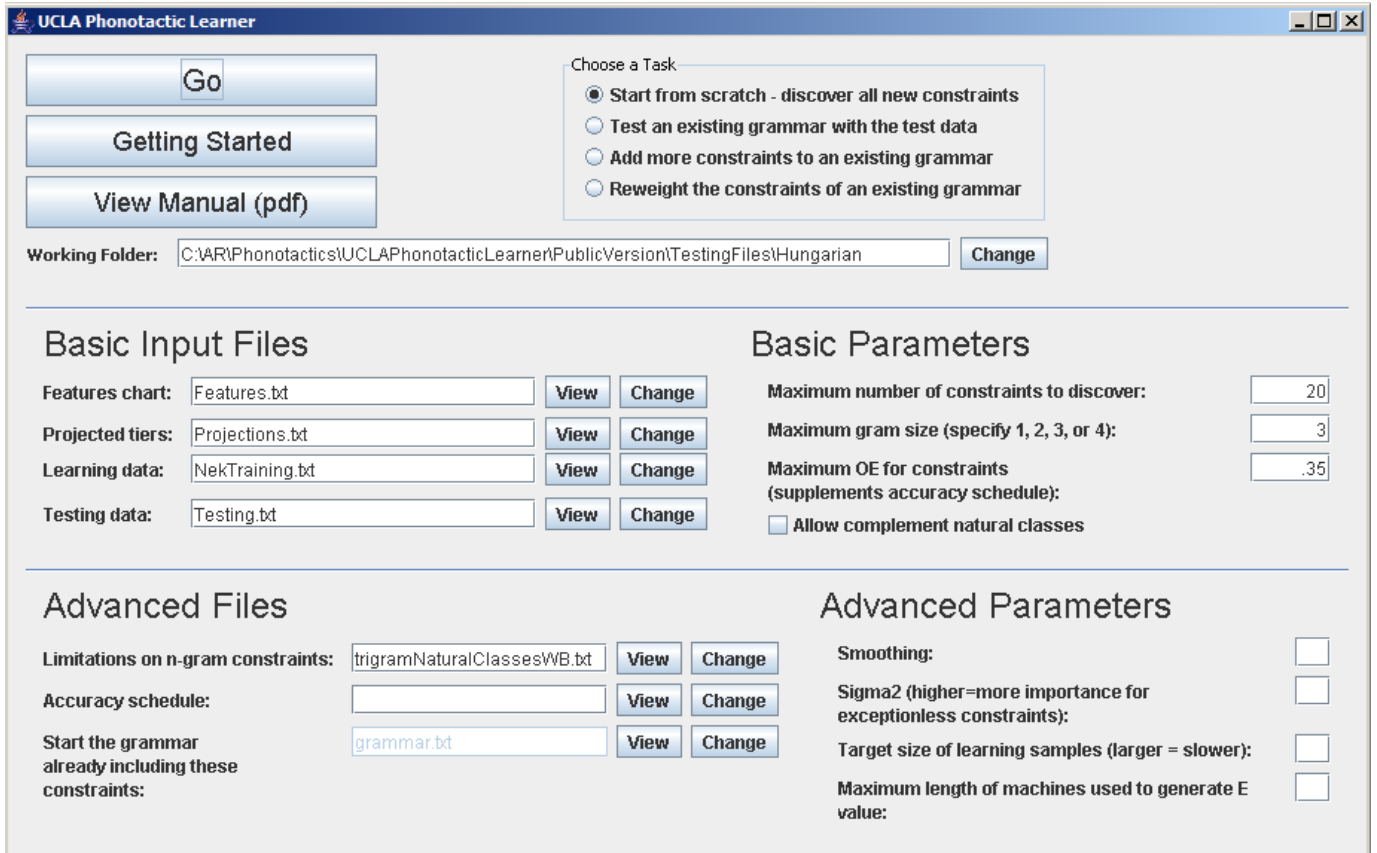 UCLA Phonotactic Learner
Go
Getting Started
View Manual (pdf)
Choose a Task
Start from scratch - discover all new constraints
Test an existing grammar with the test data
Add more constraints to an existing grammar
Reweight the constraints of an existing grammar
Working Folder: C:\AR\Phonotactics\UCLAPhonotacticLearner\PublicVersion\TestingFiles\Hungarian Change
Basic Input Files
Features chart: Features.txt View Change
Projected tiers: Projections.txt View Change
Learning data: NekTraining.txt View Change
Testing data: Testing.txt View Change
Basic Parameters
Maximum number of constraints to discover: 20
Maximum gram size (specify 1, 2, 3, or 4): 3
Maximum OE for constraints .35
(supplements accuracy schedule):
Allow complement natural classes
Advanced Files
Limitations on n-gram constraints: trigramNaturalClassesWB.txt View Change
Accuracy schedule: View Change
Start the grammar grammar.txt View Change
already including these
constraints:
Advanced Parameters
Smoothing:
Sigma2 (higher=more importance for
exceptionless constraints):
Target size of learning samples (larger = slower):
Maximum length of machines used to generate E
value: